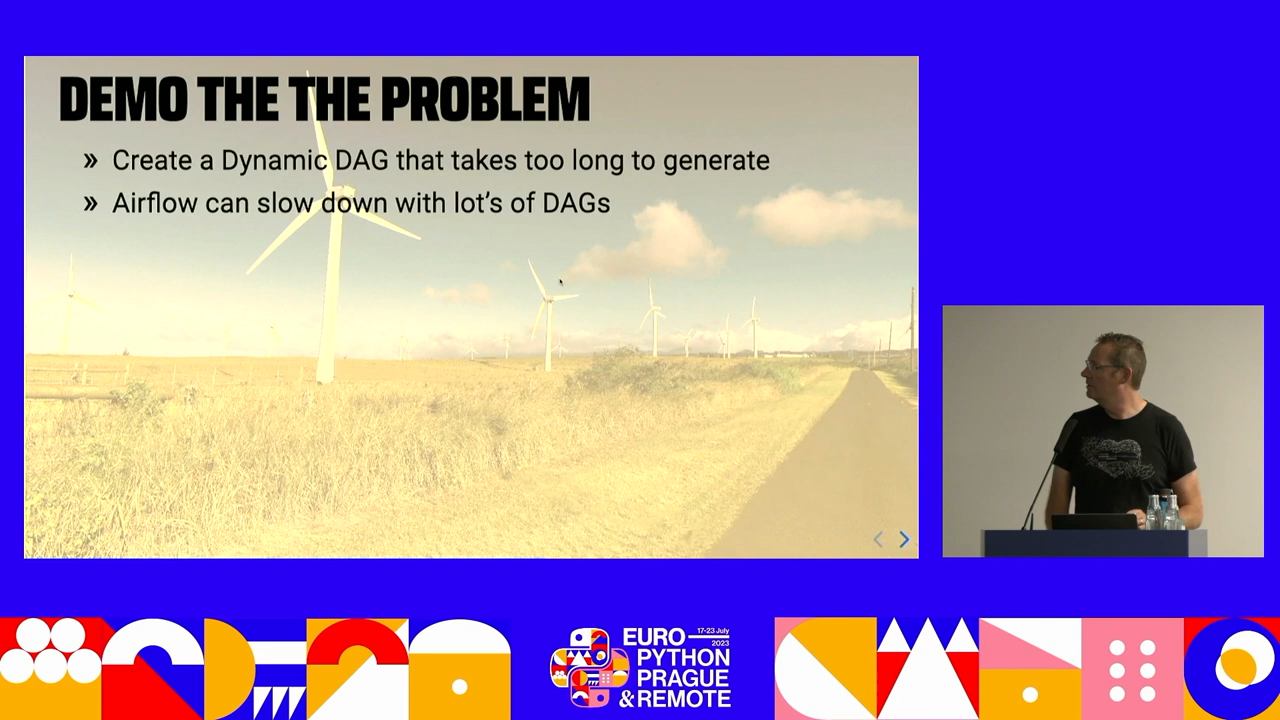 DEMO THE THE PROBLEM
» Create a Dynamic DAG that takes too long to generate
» Airflow can slow down with lot's of DAGs
EURO
17-23 July
2023
PYTHON
PRAGUE
& REMOTE